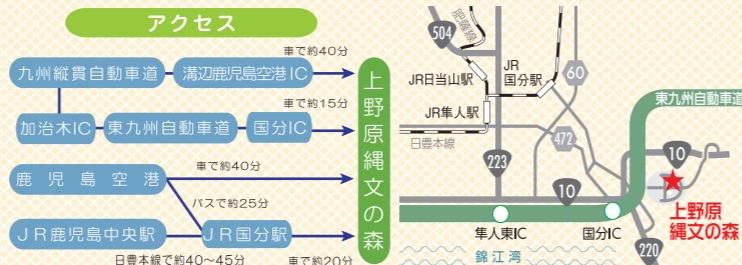 アクセス
車で約40分
九州縦貫自動車道
溝辺鹿児島空港IC
車で約15分
加治木IC
東九州自動車道
国分IC
鹿児島空港
車で約40分
バスで約25分
JR鹿児島中央駅
JR国分駅
日豊本線で約40～45分
車で約20分
上野原縄文の森
肥薩線
504
JR
国分駅
JR日当山駅
60
JR隼人駅
東九州自動車道
日豊本線
472
223
10
10
上野原
縄文の森
隼人東IC
国分IC
錦江湾
220